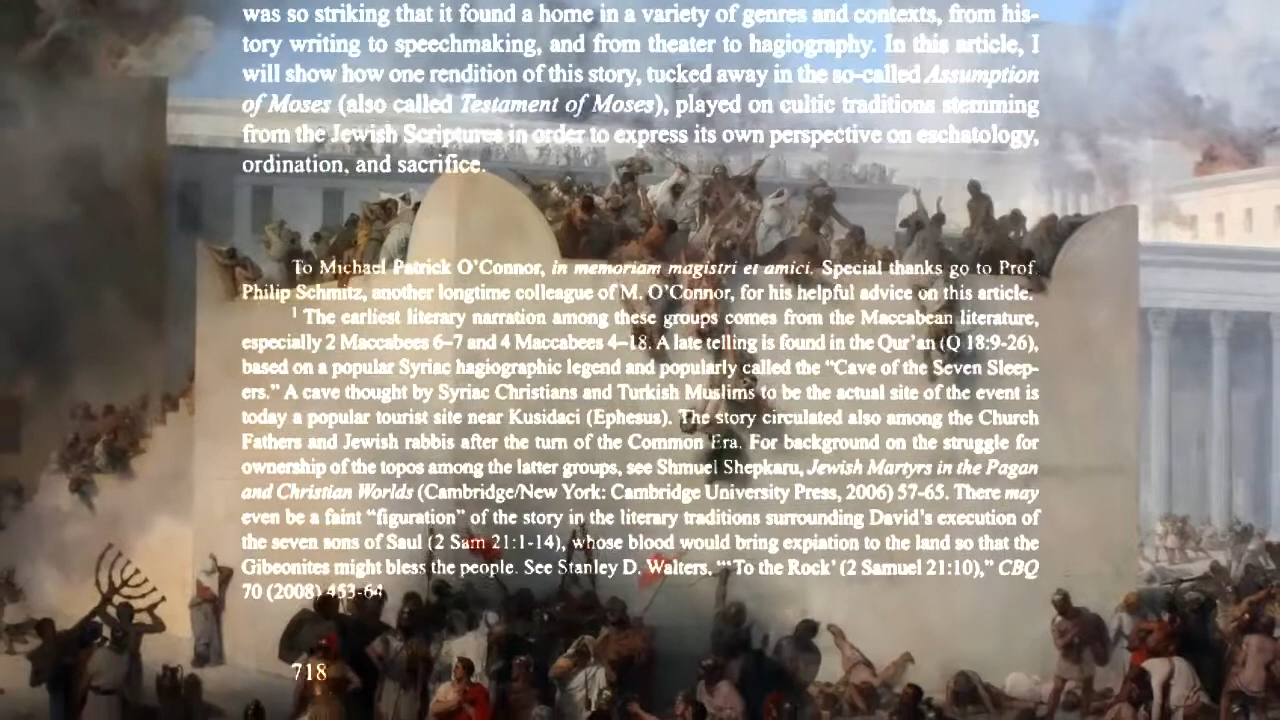 was so striking that it found a home in a variety of genres and contexts, from his-
tory writing to speechmaking, and from theater to hagiography. In this article, I
will show how one rendition of this story, tucked away in the so-called Assumption
of Moses (also called Testament of Moses), played on cultic traditions stemming
from the Jewish Scriptures in order to express its own perspective on eschatology,
ordination, and sacrifice.
To Michael Patrick O’Connor, in memoriam magistri et amici. Special thanks go to Prof.
Philip Schmitz, another longtime colleague of M. O’Connor, for his helpful advice on this article.
1 The earliest literary narration among these groups comes from the Maccabean literature,
especially 2 Maccabees 6–7 and 4 Maccabees 4–18. A late telling is found in the Qur’an (Q 18:9-26),
based on a popular Syriac hagiographic legend and popularly called the “Cave of the Seven Sleep-
ers.” A cave thought by Syriac Christians and Turkish Muslims to be the actual site of the event is
today a popular tourist site near Kusidaci (Ephesus). The story circulated also among the Church
Fathers and Jewish rabbis after the turn of the Common Era. For background on the struggle for
ownership of the topos among the latter groups, see Shmuel Shepkaru, Jewish Martyrs in the Pagan
and Christian Worlds (Cambridge/New York: Cambridge University Press, 2006) 57-65. There may
even be a faint “figuration” of the story in the literary traditions surrounding David’s execution of
the seven sons of Saul (2 Sam 21:1-14), whose blood would bring expiation to the land so that the
Gibeonites might bless the people. See Stanley D. Walters, “‘To the Rock’ (2 Samuel 21:10),” CBQ
70 (2008) 453-64
718